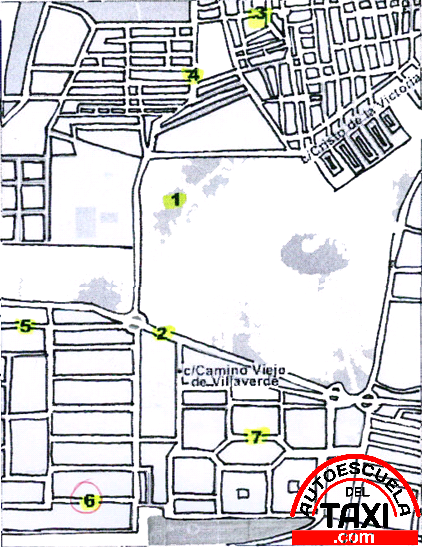 3
4
c/Cristo de la Victoria
1
5
2
c/Camino Viejo
de Villaverde
7
6
AUTOESCUELA
DEL
TAXI
.com